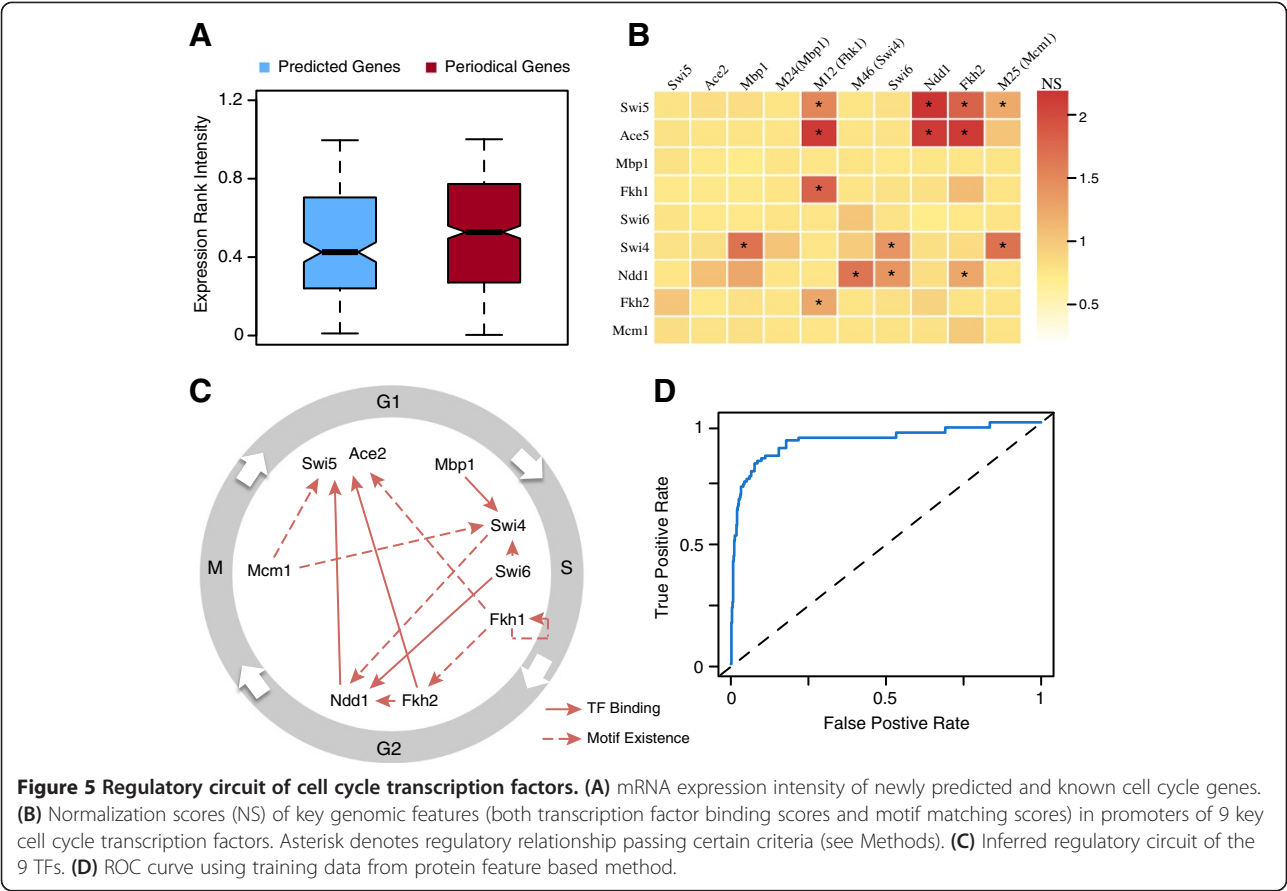 A
Predicted Genes
Periodical Genes
Expression Rank Intensity
1.2
0.8
0.4
0
B
Swi5
Ace2
Mbp1
M24(Mbp1)
M12 (Fhk1)
M46 (Swi4)
Swi6
Ndd1
Fkh2
M25 (Mcm1)
NS
Swi5 * * * *
Ace5 * * *
Mbp1
Fkh1 *
Swi6
Swi4 * * *
Ndd1 * * *
Fkh2 *
Mcm1
2
1.5
1
0.5
C
G1
S
G2
M
Swi5
Ace2
Mbp1
Swi4
Mcm1
Swi6
Fkh1
Ndd1
Fkh2
TF Binding
Motif Existence
D
True Positive Rate
1
0.5
0
0
0.5
1
False Postive Rate
Figure 5 Regulatory circuit of cell cycle transcription factors. (A) mRNA expression intensity of newly predicted and known cell cycle genes.
(B) Normalization scores (NS) of key genomic features (both transcription factor binding scores and motif matching scores) in promoters of 9 key
cell cycle transcription factors. Asterisk denotes regulatory relationship passing certain criteria (see Methods). (C) Inferred regulatory circuit of the
9 TFs. (D) ROC curve using training data from protein feature based method.